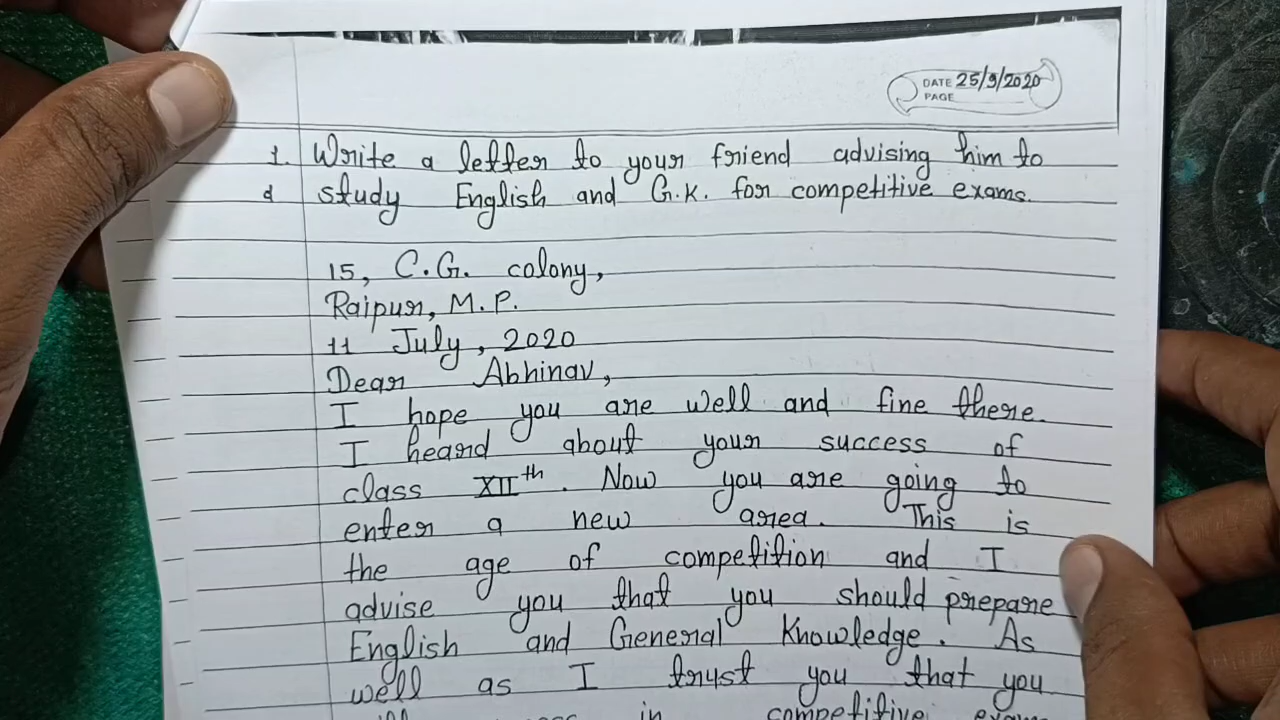 DATE 25/9/2020
PAGE
1. Write a letter to your friend advising him to
d study English and G.K. for competitive exams.
15, C.G. colony,
Raipur, M.P.
11 July, 2020
Dear Abhinav,
I hope you are well and fine there.
I heard about your success of
class XIIth. Now you are going to
enter a new area. This is
the age of competition and I
advise you that you should prepare
English and General Knowledge. As
well as I trust you that you
in competitive